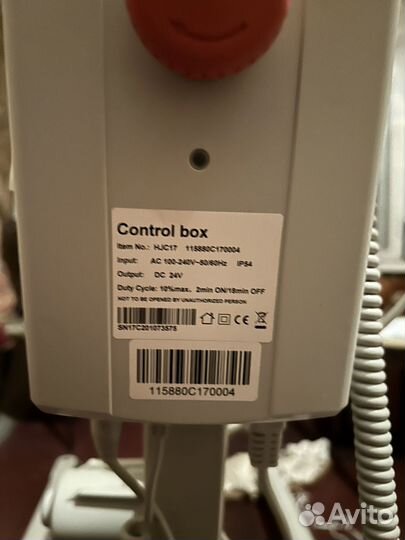 Control box
Item No.: HJC17 115880C170004
Input: AC 100-240V~50/60Hz IP54
Output: DC 24V
Duty Cycle: 10%max. 2min ON/18min OFF
NOT TO BE OPENED BY UNAUTHORIZED PERSON
SN17C201073575
CE
115880C170004
Avito